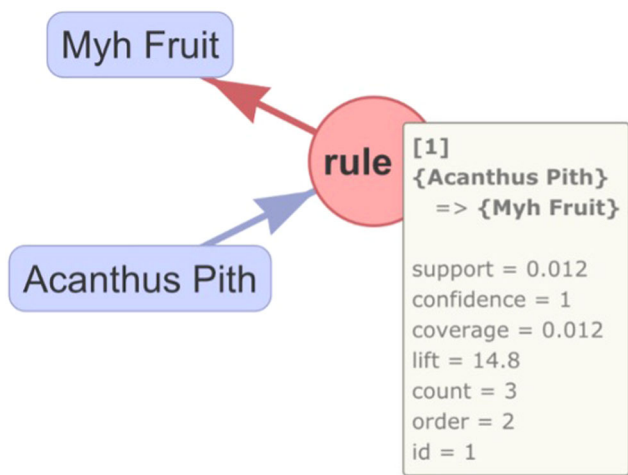 Myh Fruit
rule
Acanthus Pith
[1]
{Acanthus Pith}
=> {Myh Fruit}
support = 0.012
confidence = 1
coverage = 0.012
lift = 14.8
count = 3
order = 2
id = 1